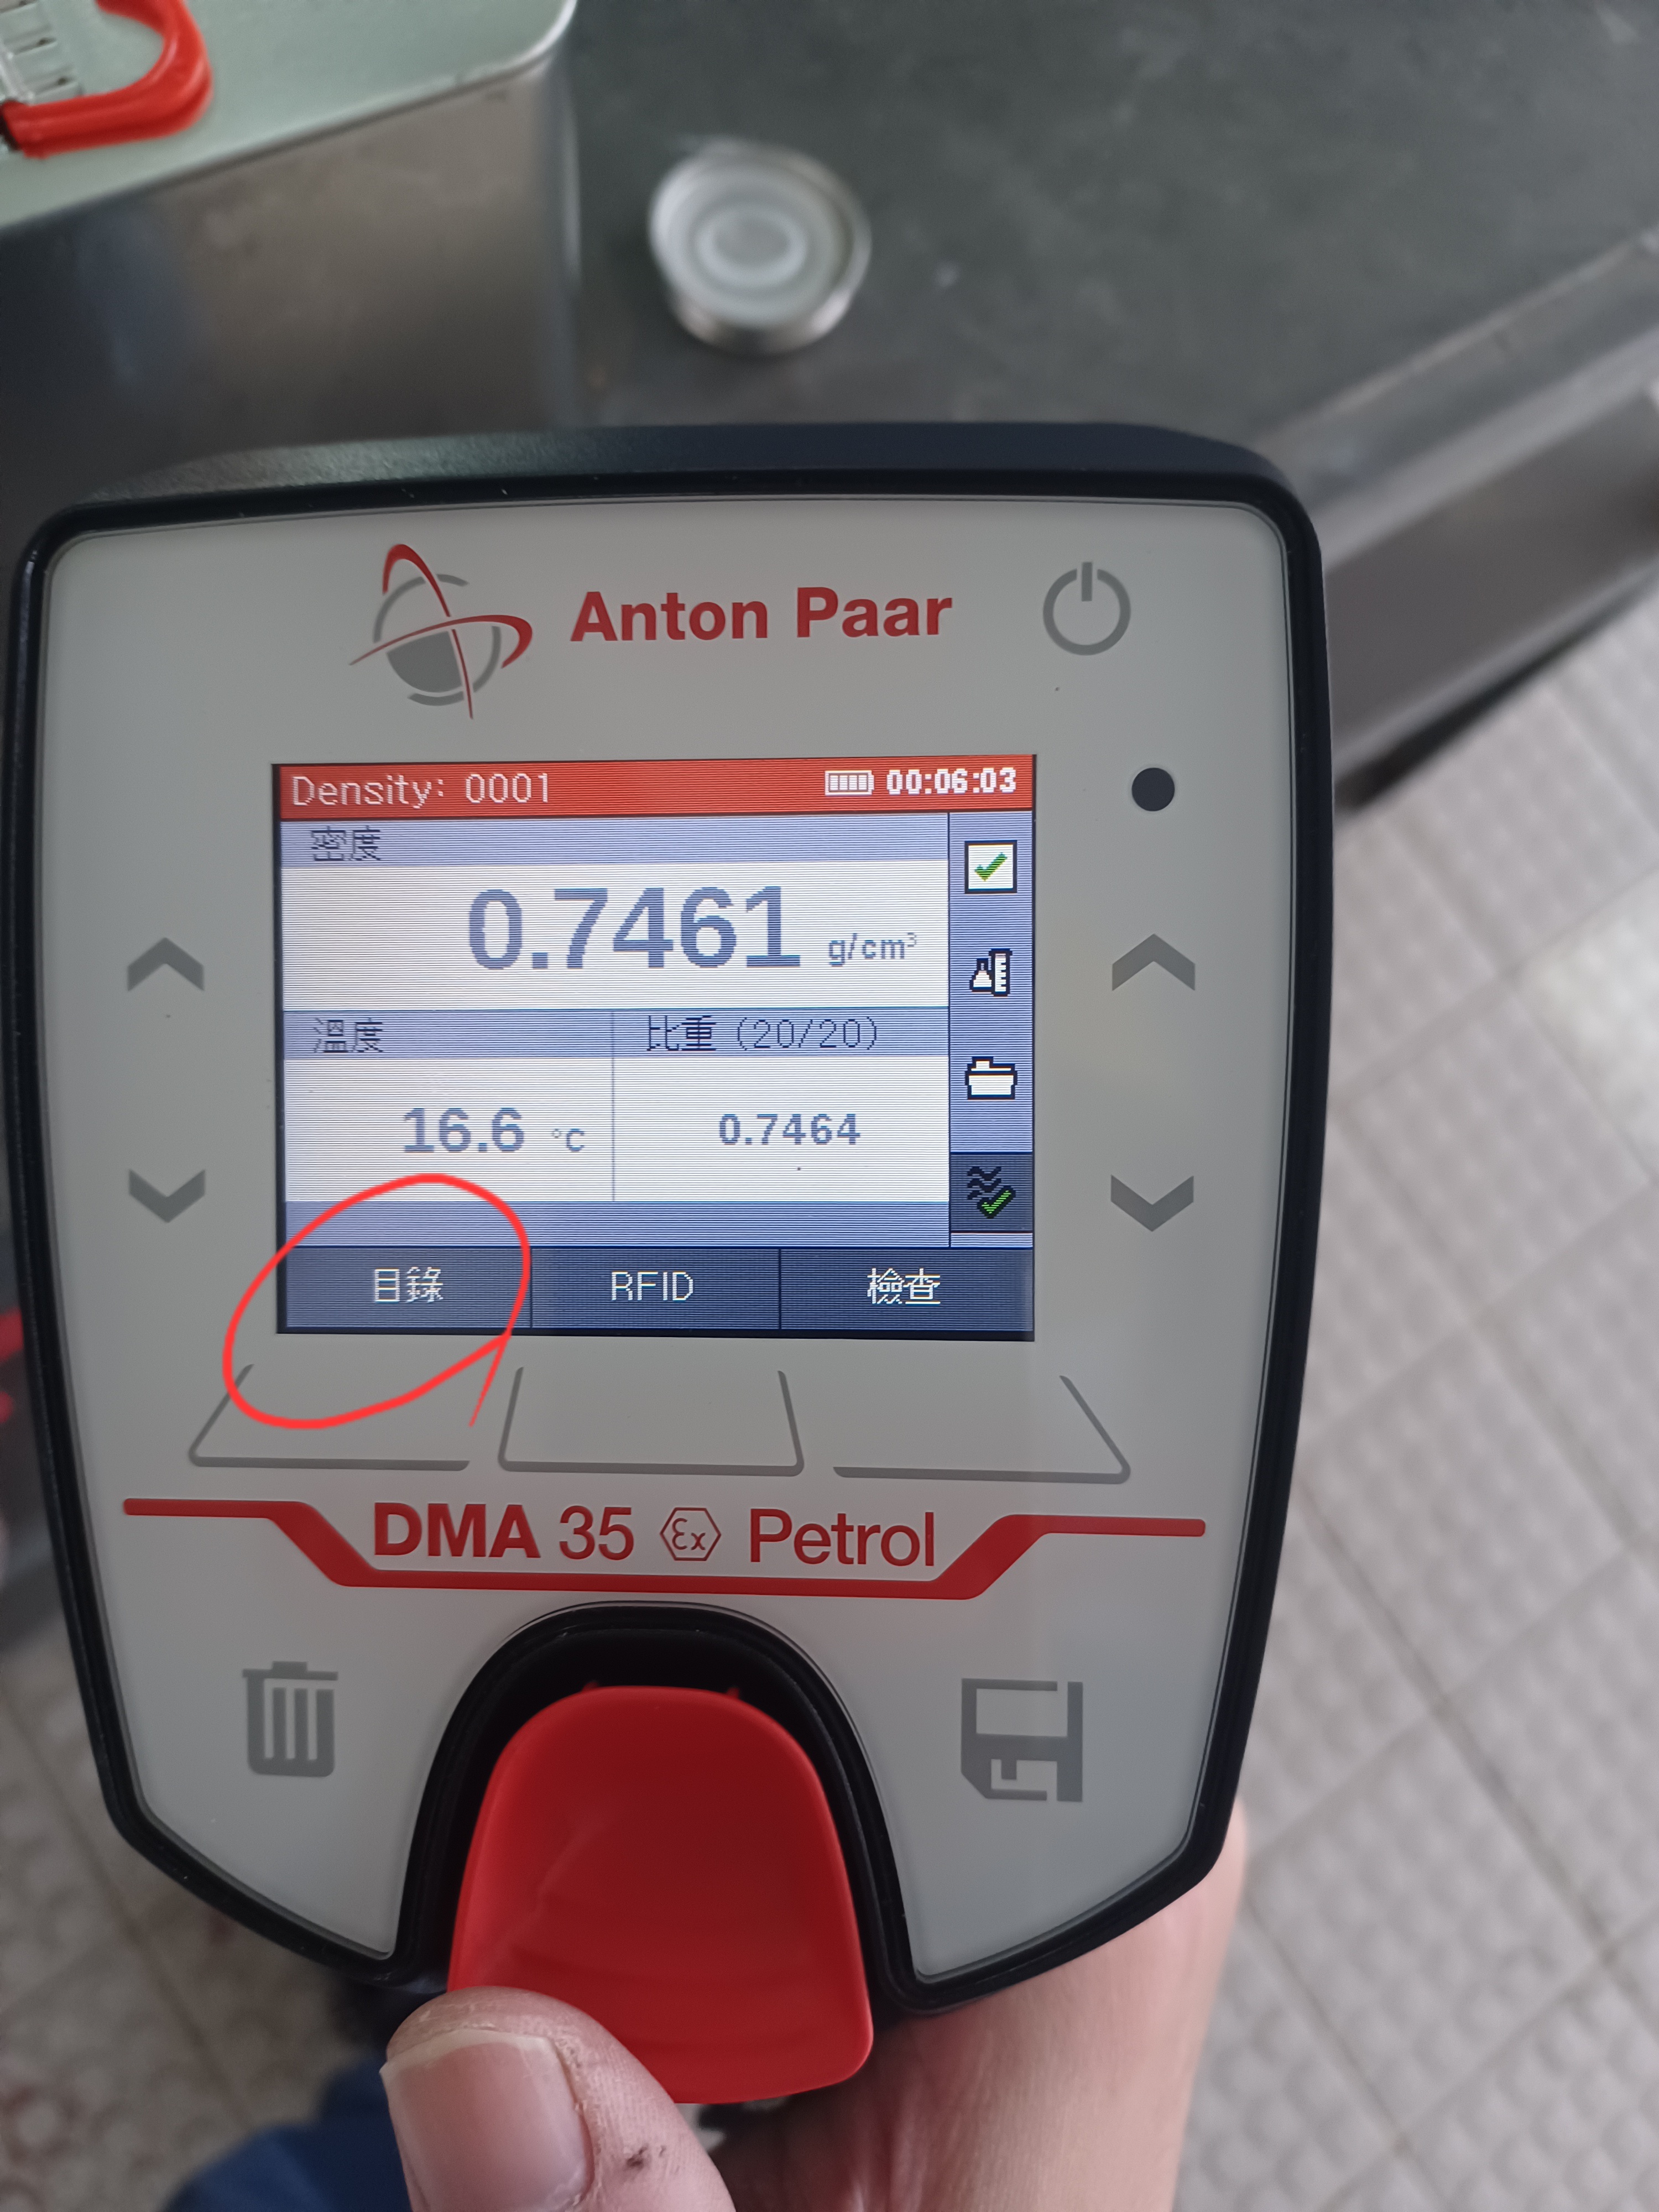 Anton Paar
Density: 0001 00:06:03
密度
0.7461 g/cm³
溫度 比重 (20/20)
16.6 °C 0.7464
目錄 RFID 檢查
DMA 35 Ex Petrol